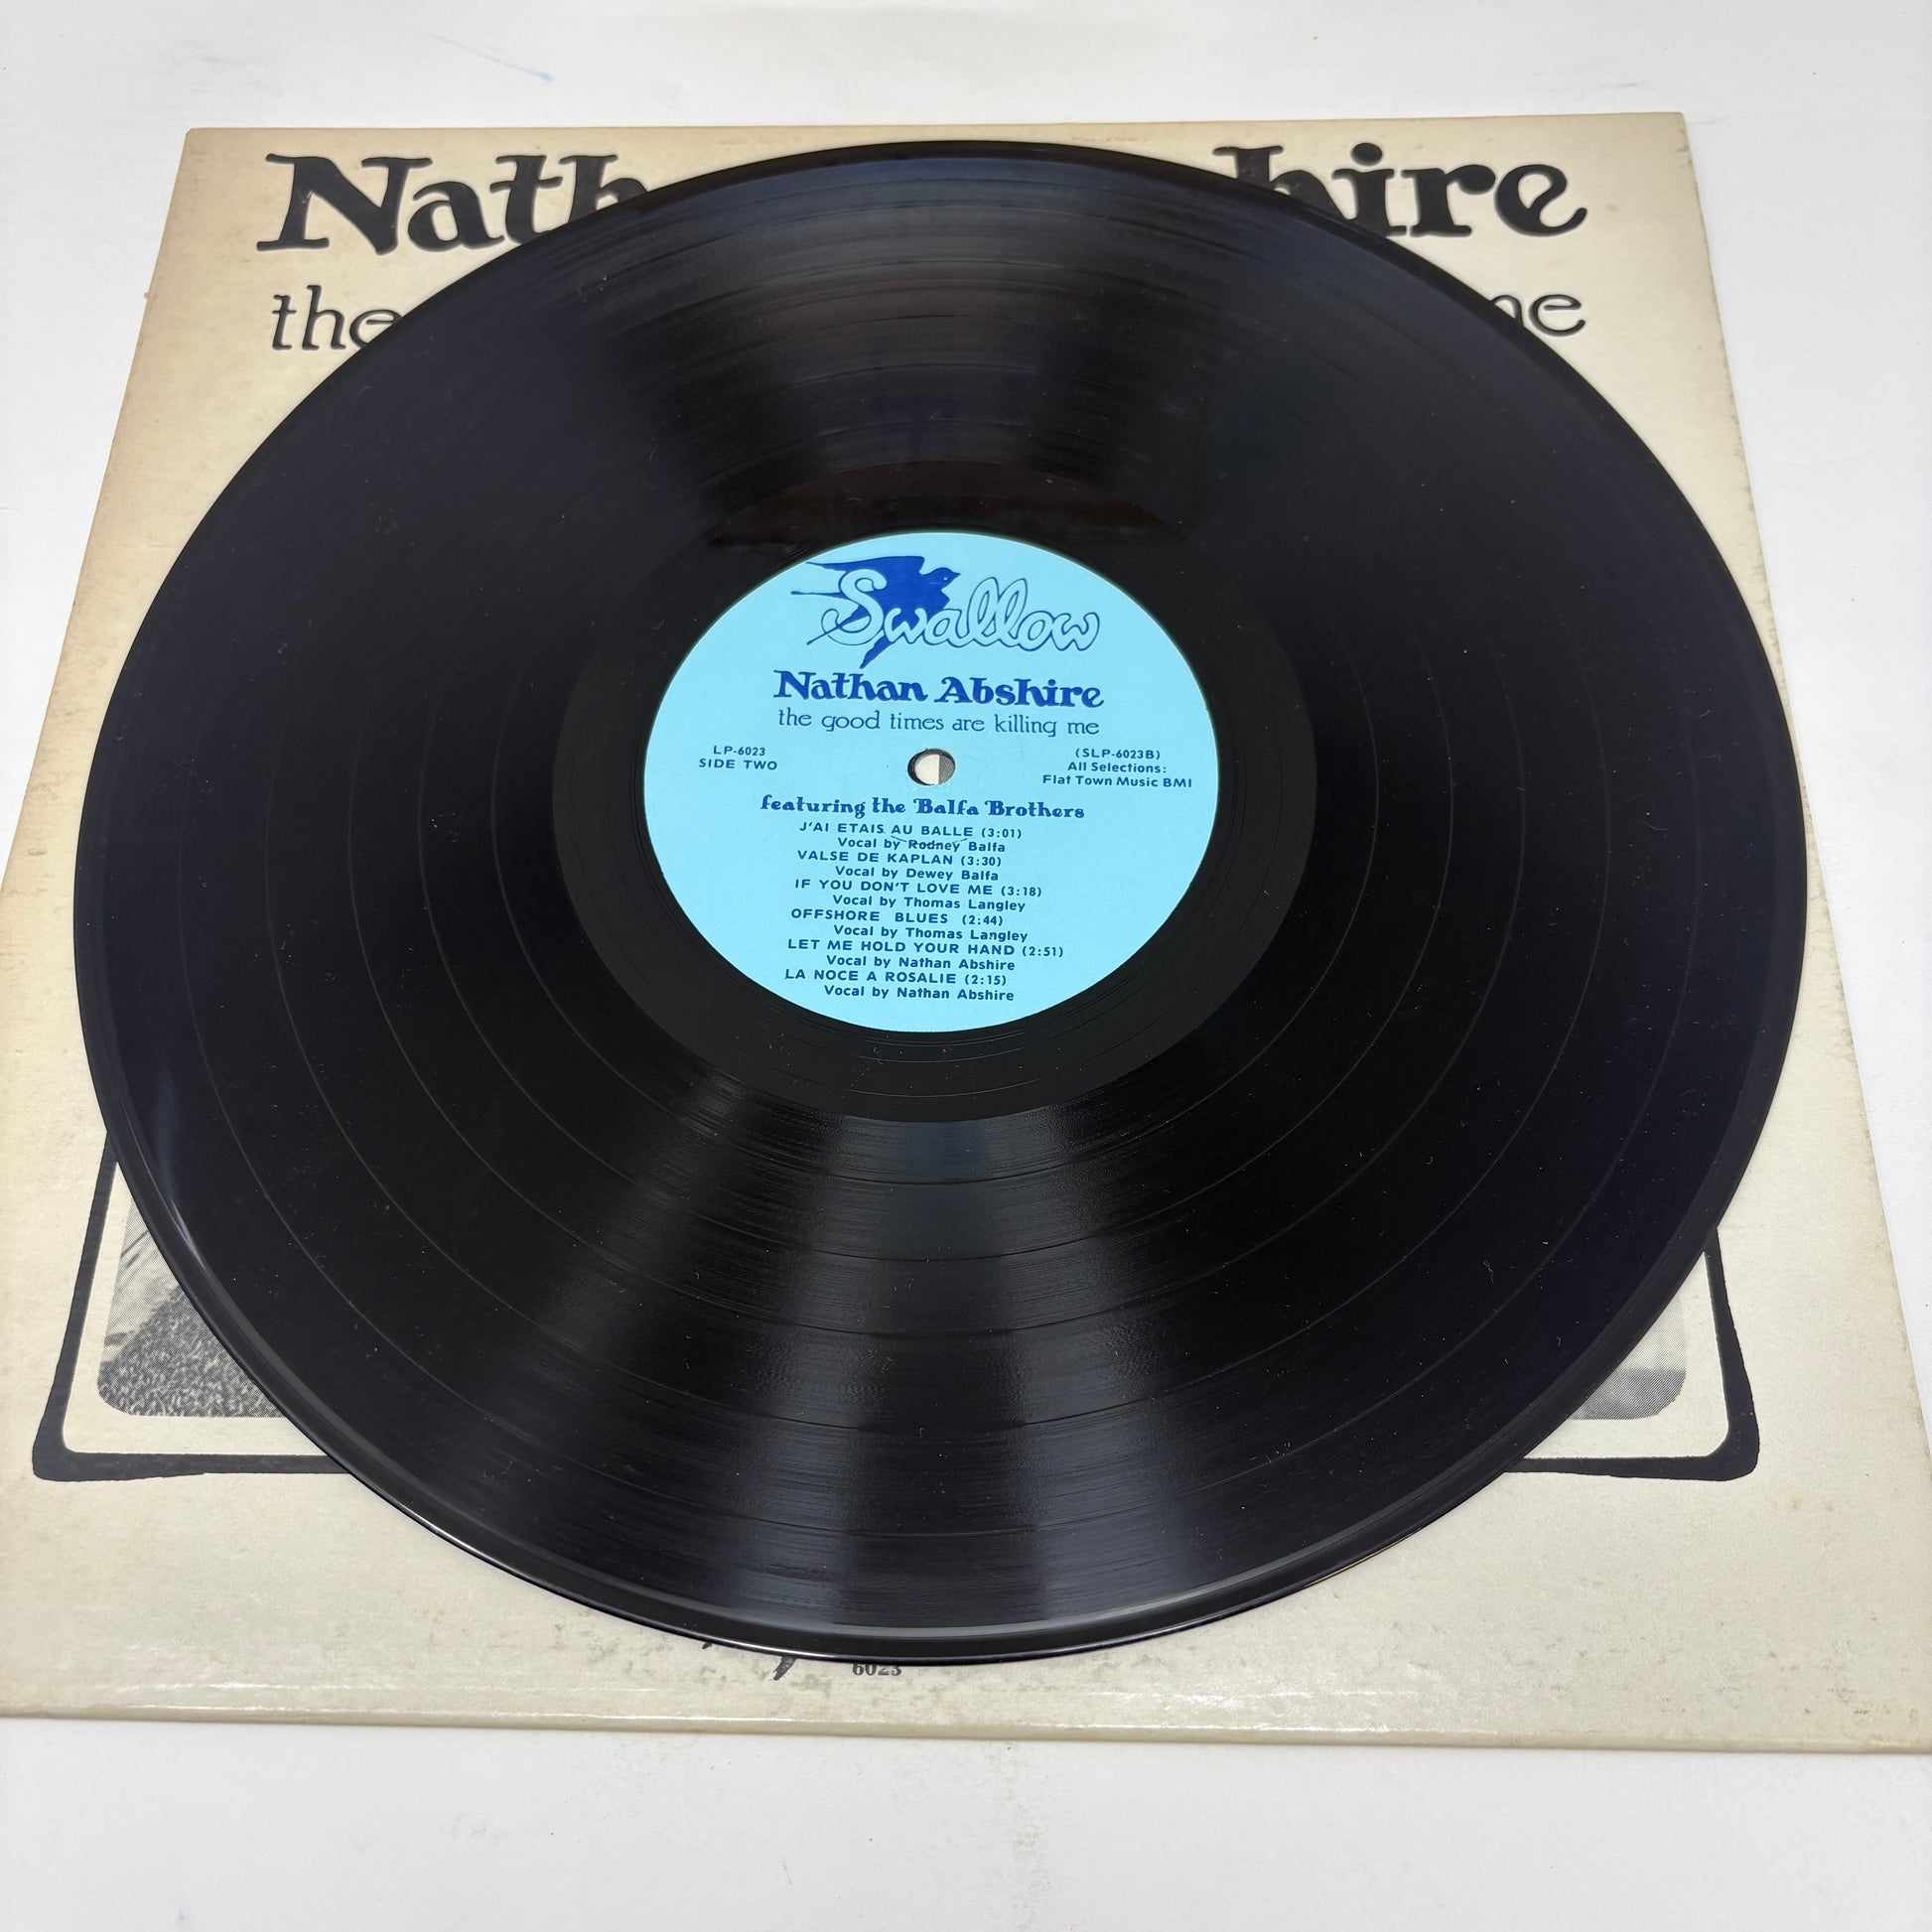 Nath
hire
the
me
Swallow
Nathan Abshire
the good times are killing me
LP-6023
SIDE TWO
(SLP-6023B)
All Selections:
Flat Town Music BMI
featuring the Balfa Brothers
J'AI ETAIS AU BALLE (3:01)
Vocal by Rodney Balfa
VALSE DE KAPLAN (3:30)
Vocal by Dewey Balfa
IF YOU DON'T LOVE ME (3:18)
Vocal by Thomas Langley
OFFSHORE BLUES (2:44)
Vocal by Thomas Langley
LET ME HOLD YOUR HAND (2:51)
Vocal by Nathan Abshire
LA NOCE A ROSALIE (2:15)
Vocal by Nathan Abshire
6023